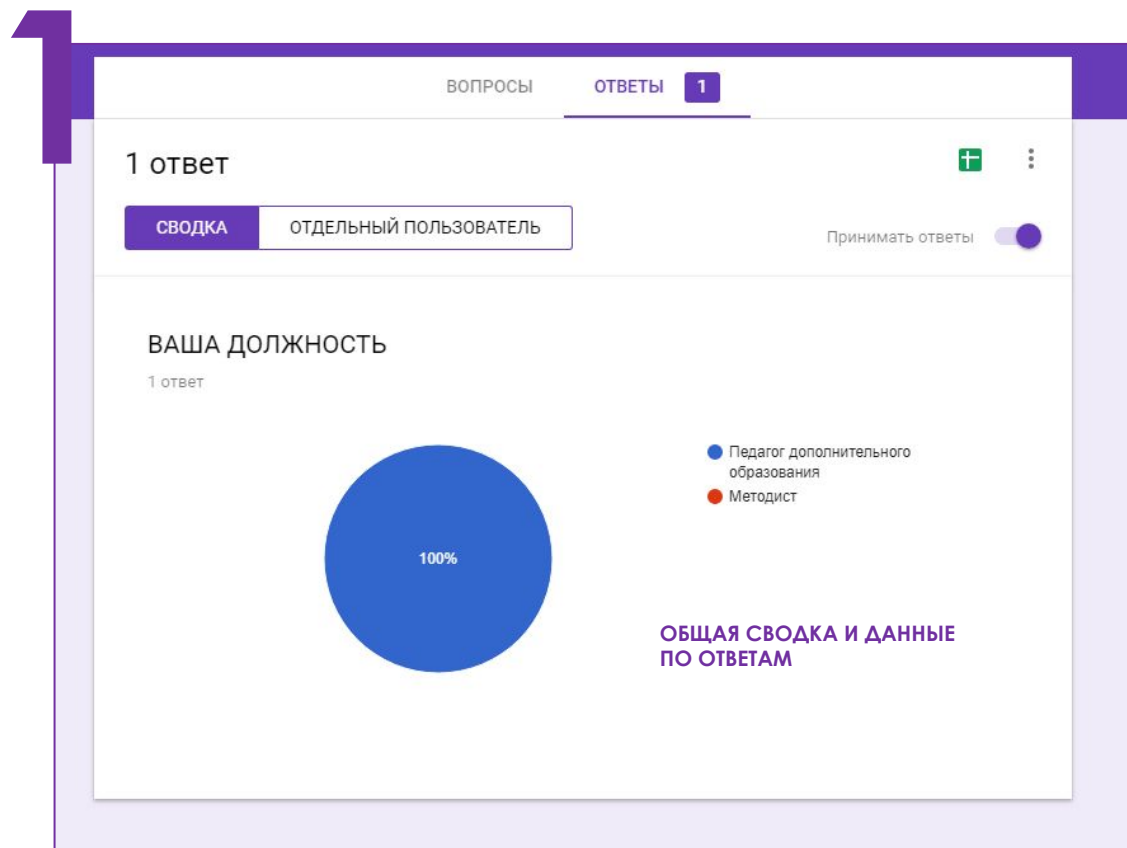 1
ВОПРОСЫ
ОТВЕТЫ 1
1 ответ
СВОДКА
ОТДЕЛЬНЫЙ ПОЛЬЗОВАТЕЛЬ
Принимать ответы
ВАША ДОЛЖНОСТЬ
1 ответ
Педагог дополнительного
образования
Методист
100%
ОБЩАЯ СВОДКА И ДАННЫЕ
ПО ОТВЕТАМ